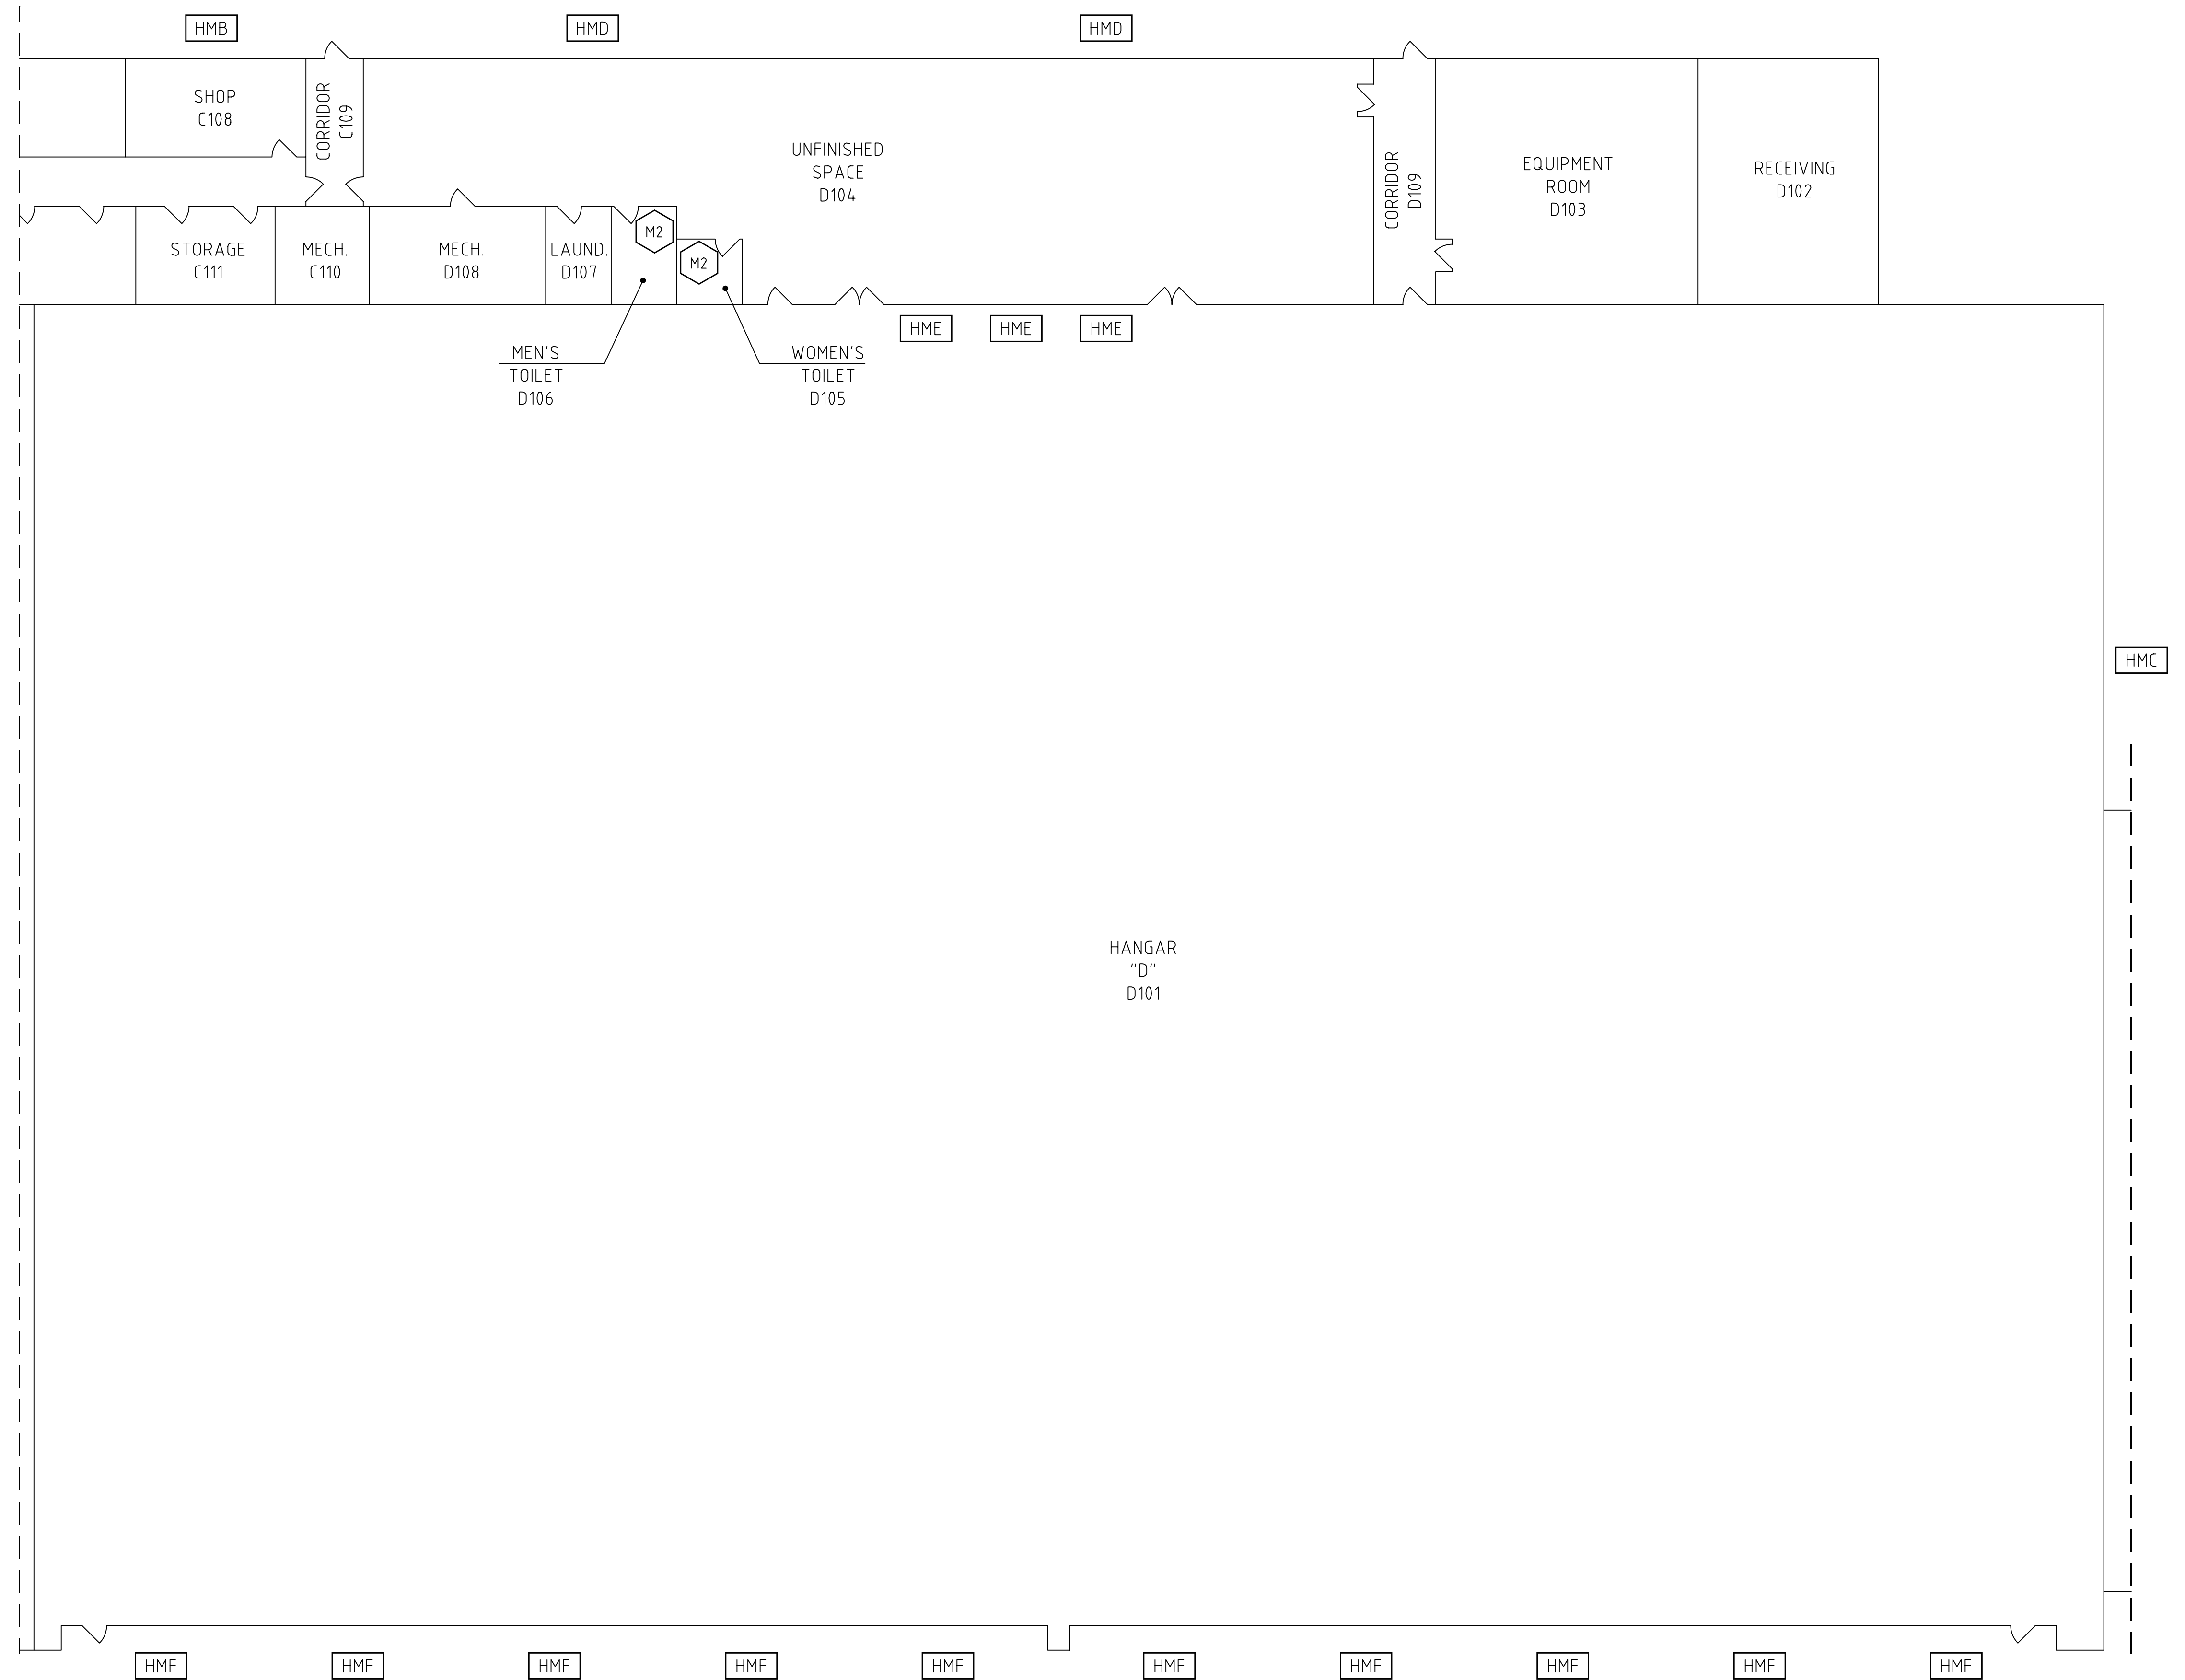 HMB
HMD
HMD
SHOP
C108
CORRIDOR
C109
UNFINISHED
SPACE
D104
CORRIDOR
D109
EQUIPMENT
ROOM
D103
RECEIVING
D102
STORAGE
C111
MECH.
C110
MECH.
D108
LAUND.
D107
M2
M2
HME
HME
HME
MEN'S
TOILET
D106
WOMEN'S
TOILET
D105
HMC
HANGAR
"D"
D101
HMF
HMF
HMF
HMF
HMF
HMF
HMF
HMF
HMF
HMF